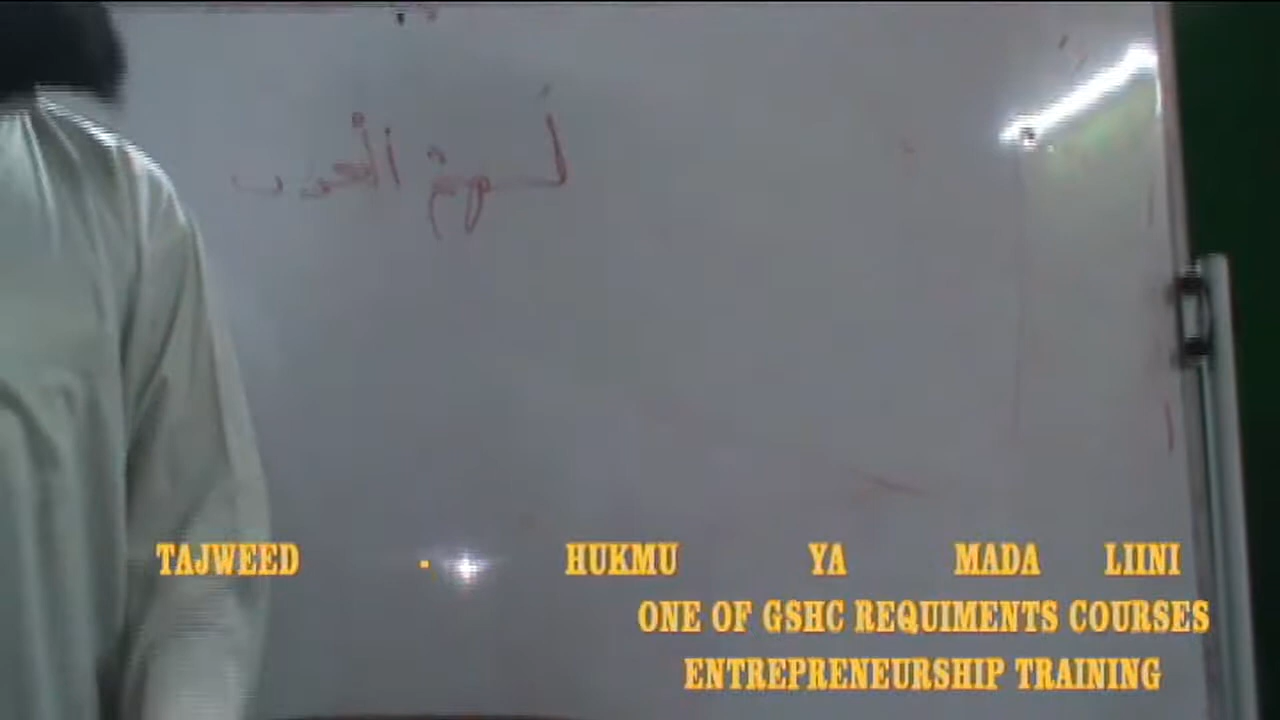 TAJWEED . HUKMU YA MADA LIINI
ONE OF GSHC REQUIMENTS COURSES
ENTREPRENEURSHIP TRAINING